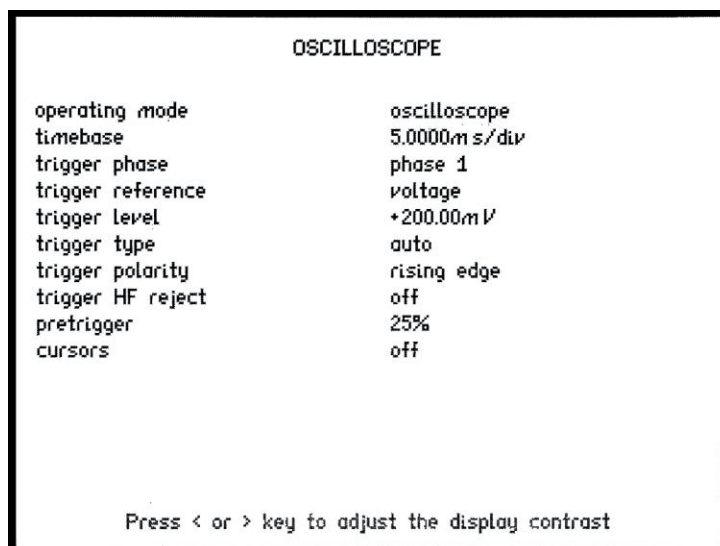 OSCILLOSCOPE
operating mode oscilloscope
timebase 5.0000ms/div
trigger phase phase 1
trigger reference voltage
trigger level +200.00mV
trigger type auto
trigger polarity rising edge
trigger HF reject off
pretrigger 25%
cursors off
Press < or > key to adjust the display contrast